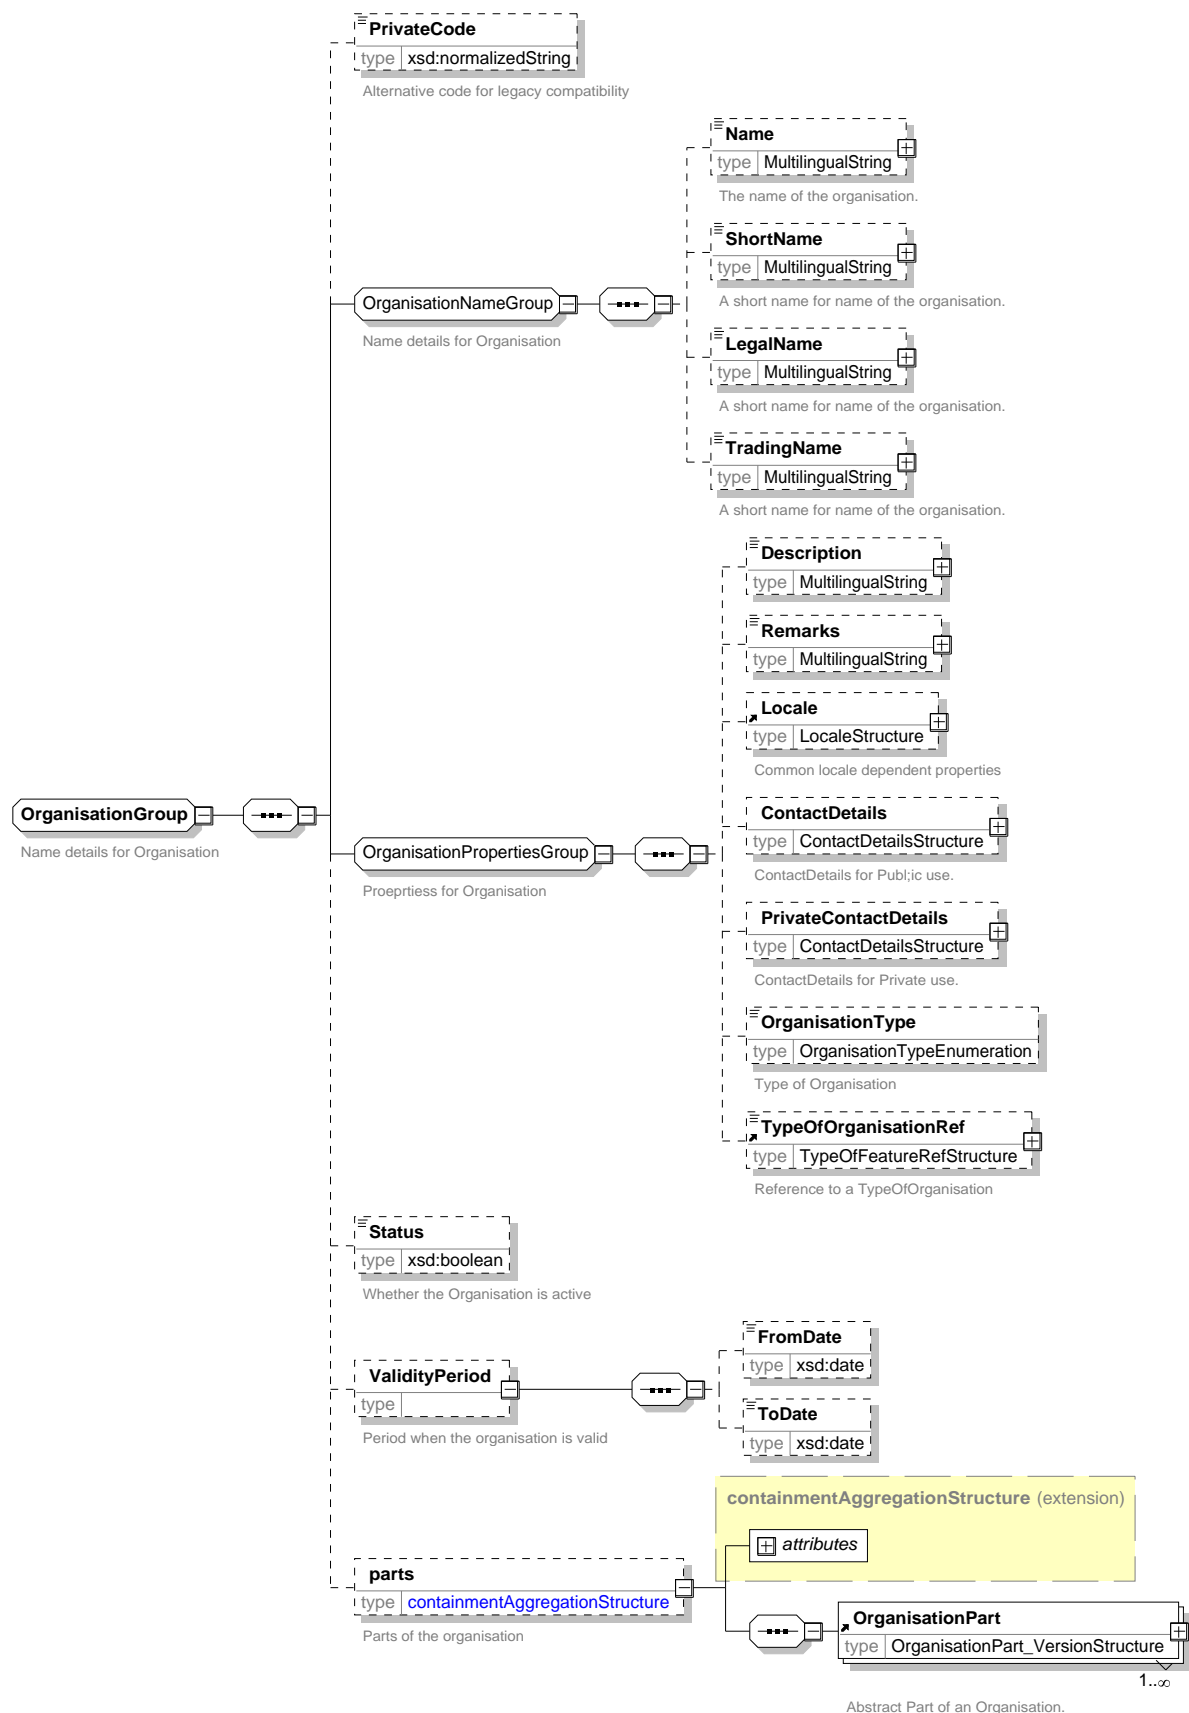 PrivateCode
type xsd:normalizedString
Alternative code for legacy compatibility
Name
type MultilingualString
The name of the organisation.
ShortName
type MultilingualString
A short name for name of the organisation.
OrganisationNameGroup
Name details for Organisation
LegalName
type MultilingualString
A short name for name of the organisation.
TradingName
type MultilingualString
A short name for name of the organisation.
Description
type MultilingualString
Remarks
type MultilingualString
Locale
type LocaleStructure
Common locale dependent properties
OrganisationGroup
Name details for Organisation
ContactDetails
type ContactDetailsStructure
ContactDetails for Publ;ic use.
OrganisationPropertiesGroup
Proeprtiess for Organisation
PrivateContactDetails
type ContactDetailsStructure
ContactDetails for Private use.
OrganisationType
type OrganisationTypeEnumeration
Type of Organisation
TypeOfOrganisationRef
type TypeOfFeatureRefStructure
Reference to a TypeOfOrganisation
Status
type xsd:boolean
Whether the Organisation is active
FromDate
type xsd:date
ValidityPeriod
type
Period when the organisation is valid
ToDate
type xsd:date
containmentAggregationStructure (extension)
attributes
parts
type containmentAggregationStructure
Parts of the organisation
OrganisationPart
type OrganisationPart_VersionStructure
1..∞
Abstract Part of an Organisation.